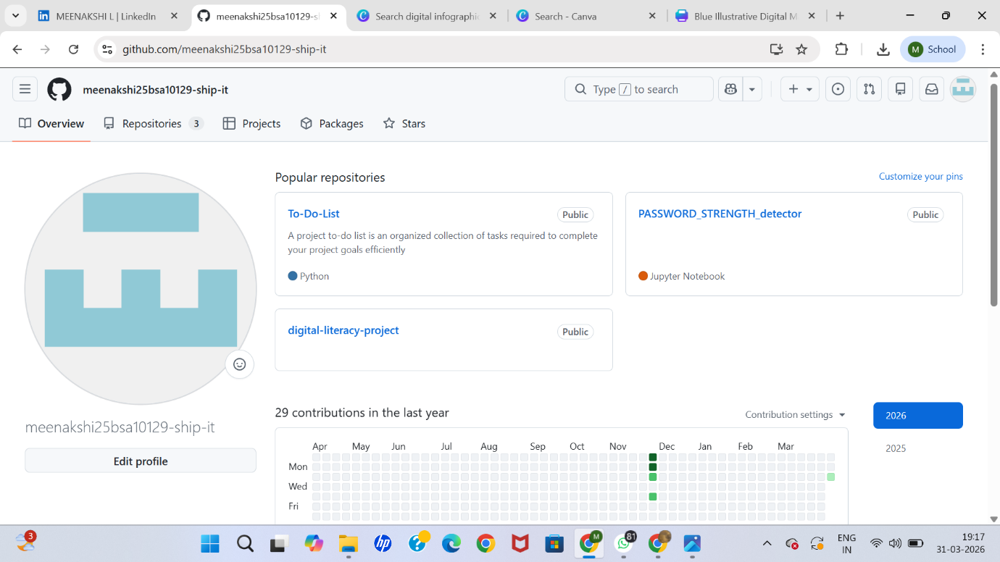 MEENAKSHI L | LinkedIn
meenakshi25bsa10129-s
Search digital infographic
Search - Canva
Blue Illustrative Digital M
github.com/meenakshi25bsa10129-ship-it
M School
meenakshi25bsa10129-ship-it
Type / to search
Overview
Repositories 3
Projects
Packages
Stars
Popular repositories
Customize your pins
To-Do-List
Public
A project to-do list is an organized collection of tasks required to complete
your project goals efficiently
Python
PASSWORD_STRENGTH_detector
Public
Jupyter Notebook
digital-literacy-project
Public
meenakshi25bsa10129-ship-it
Edit profile
29 contributions in the last year
Contribution settings
2026
2025
Apr May Jun Jul Aug Sep Oct Nov Dec Jan Feb Mar
Mon
Wed
Fri
3
hp
M
81
ENG
IN
19:17
31-03-2026